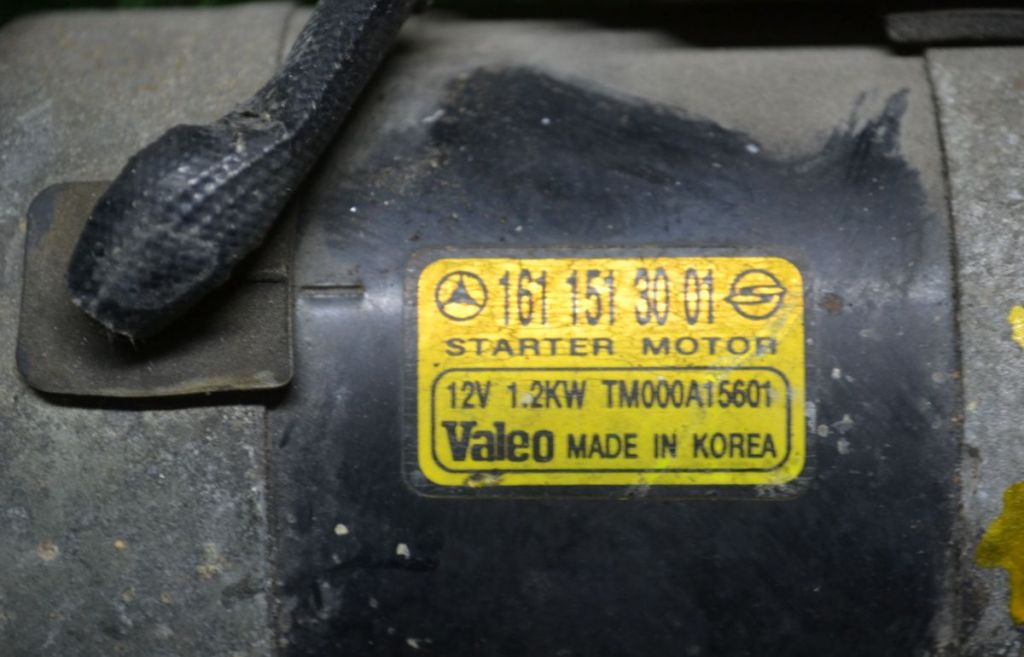 161 151 30 01
STARTER MOTOR
12V 1.2KW TM000A15601
Valeo MADE IN KOREA